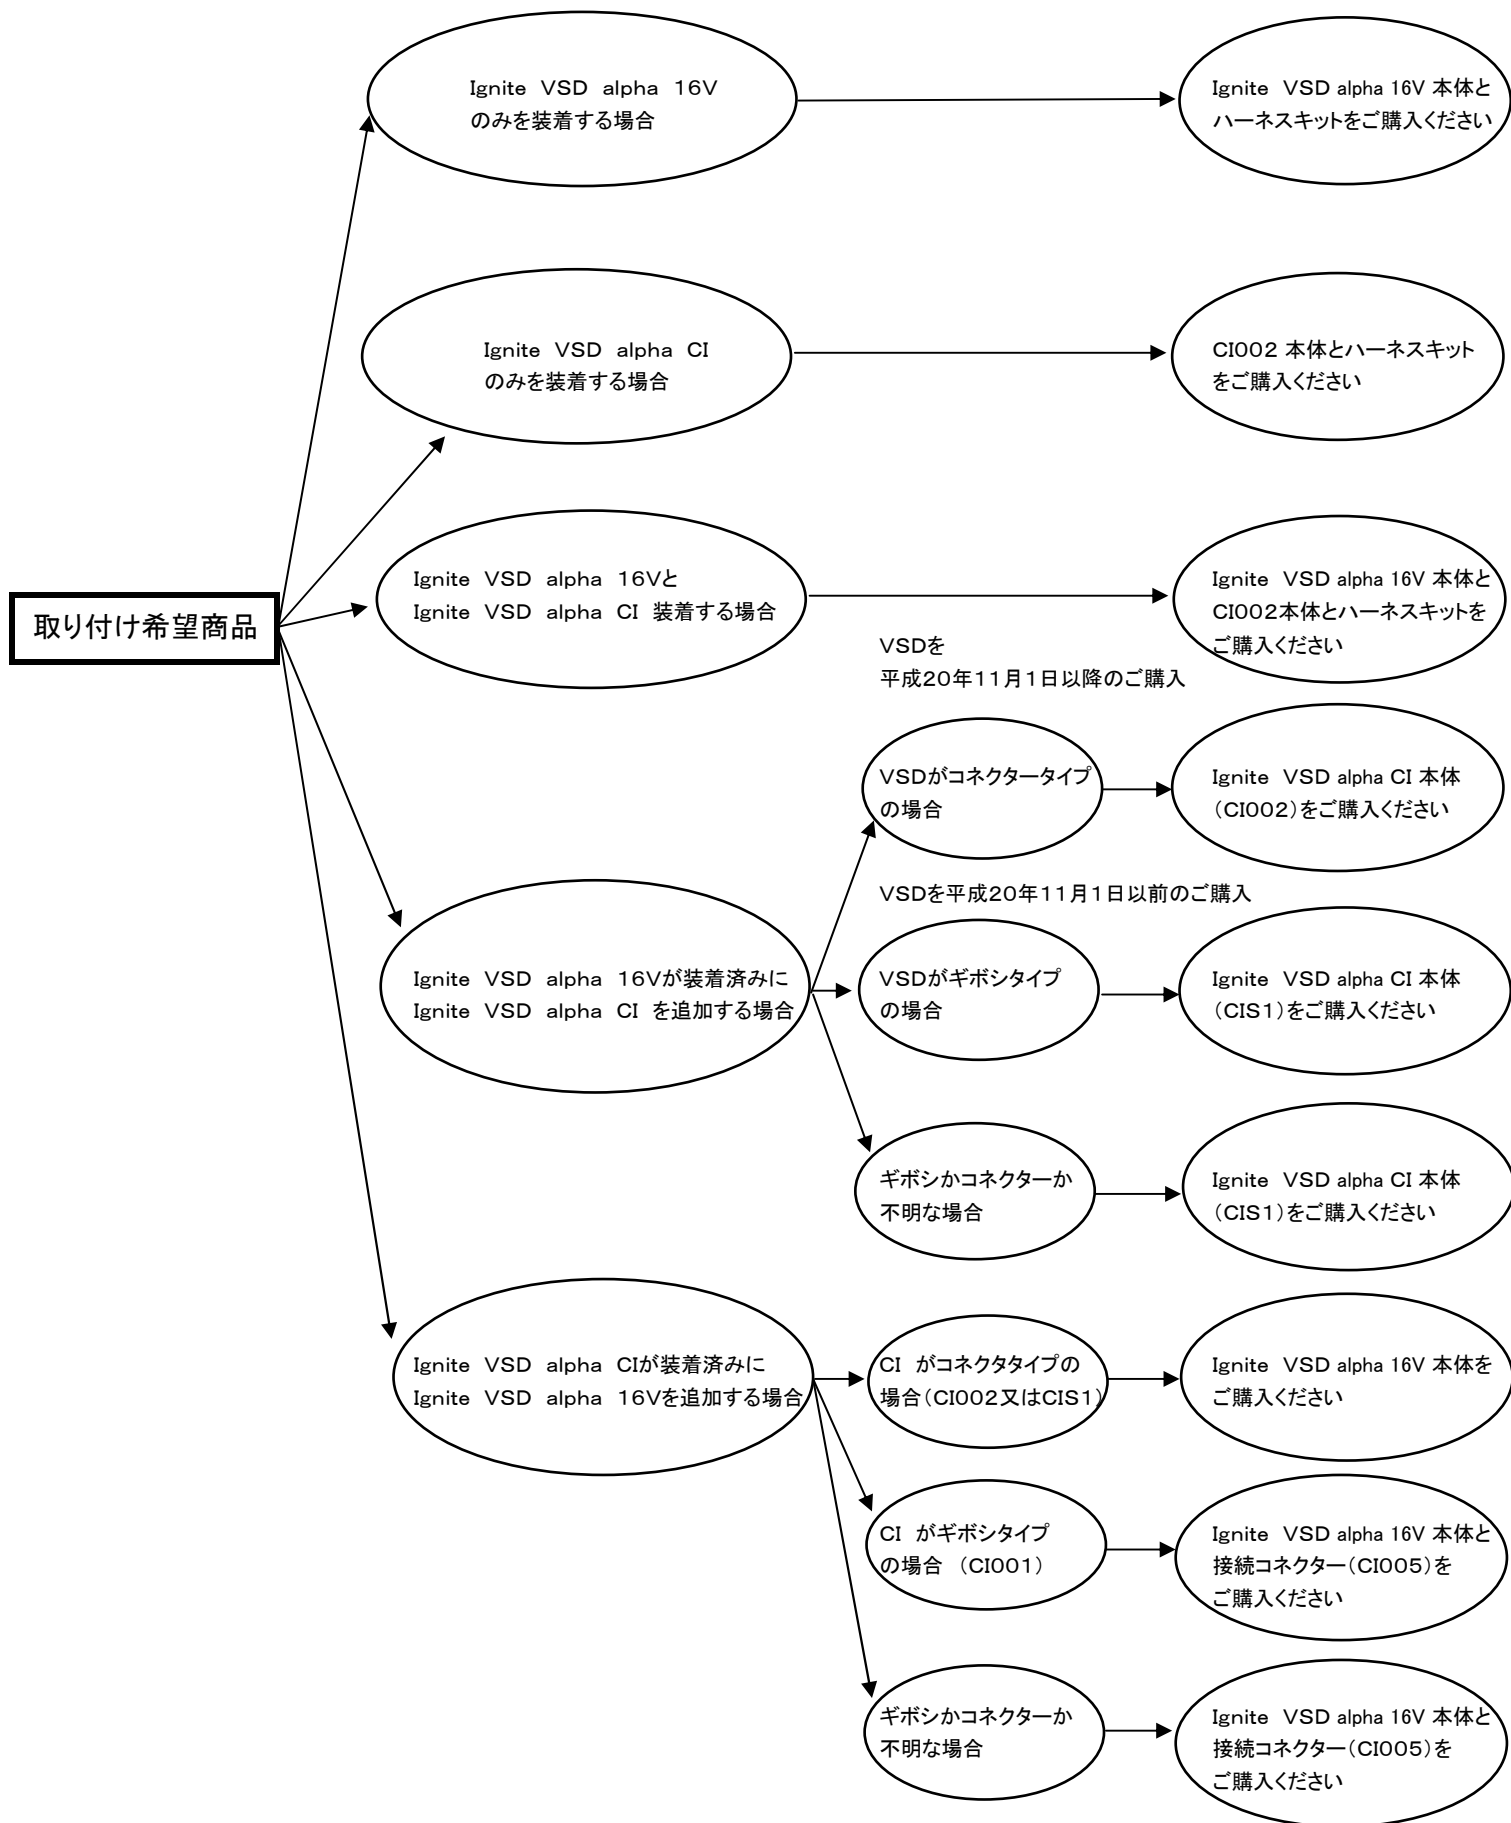 Ignite VSD alpha 16V
のみを装着する場合
Ignite VSD alpha 16V 本体と
ハーネスキットをご購入ください
Ignite VSD alpha CI
のみを装着する場合
CI002 本体とハーネスキット
をご購入ください
取り付け希望商品
Ignite VSD alpha 16Vと
Ignite VSD alpha CI 装着する場合
Ignite VSD alpha 16V 本体と
CI002本体とハーネスキットを
ご購入ください
VSDを
平成20年11月1日以降のご購入
VSDがコネクタータイプ
の場合
Ignite VSD alpha CI 本体
(CI002)をご購入ください
VSDを平成20年11月1日以前のご購入
Ignite VSD alpha 16Vが装着済みに
Ignite VSD alpha CI を追加する場合
VSDがギボシタイプ
の場合
Ignite VSD alpha CI 本体
(CIS1)をご購入ください
ギボシかコネクターか
不明な場合
Ignite VSD alpha CI 本体
(CIS1)をご購入ください
Ignite VSD alpha CIが装着済みに
Ignite VSD alpha 16Vを追加する場合
CI がコネクタタイプの
場合(CI002又はCIS1)
Ignite VSD alpha 16V 本体を
ご購入ください
CI がギボシタイプ
の場合 (CI001)
Ignite VSD alpha 16V 本体と
接続コネクター(CI005)を
ご購入ください
ギボシかコネクターか
不明な場合
Ignite VSD alpha 16V 本体と
接続コネクター(CI005)を
ご購入ください